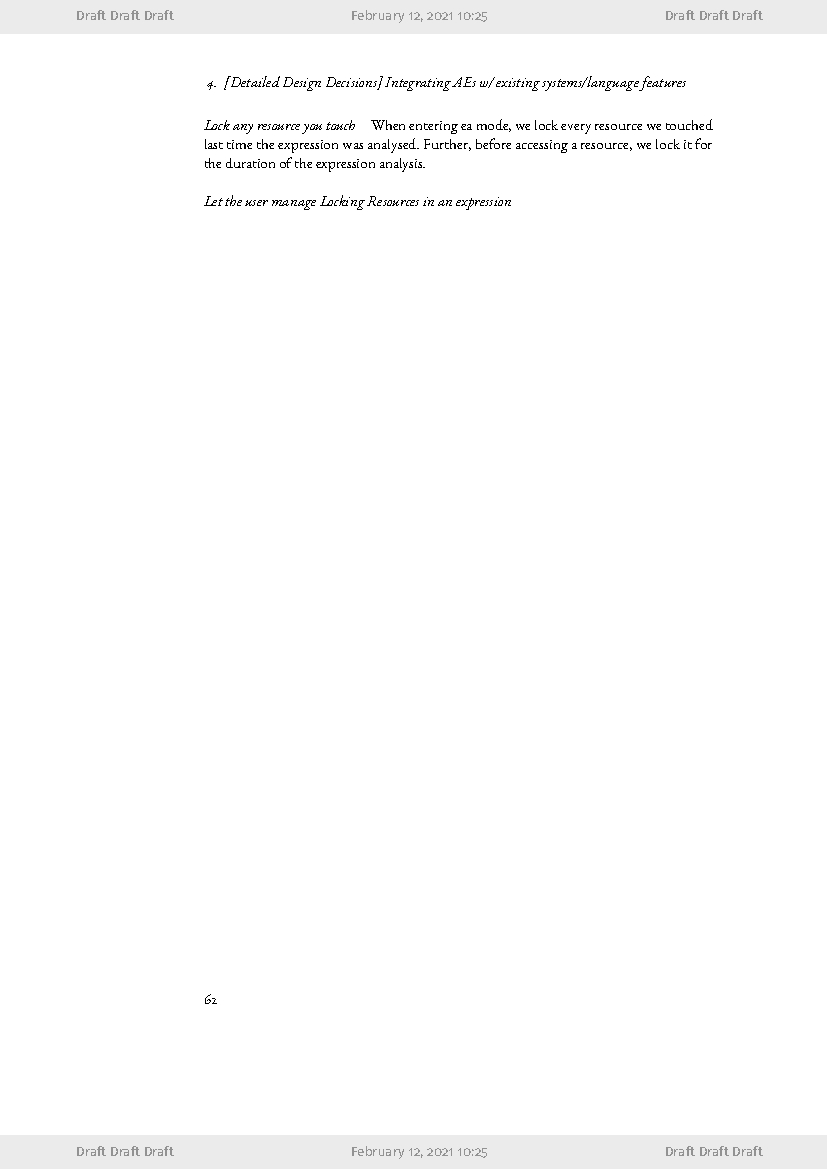 Draft Draft Draft February 12, 2021 10:25 Draft Draft Draft
4. [Detailed Design Decisions] Integrating AEs w/ existing systems/language features
Lock any resource you touch When entering ea mode, we lock every resource we touched
last time the expression was analysed. Further, before accessing a resource, we lock it for
the duration of the expression analysis.
Let the user manage Locking Resources in an expression
62
Draft Draft Draft February 12, 2021 10:25 Draft Draft Draft